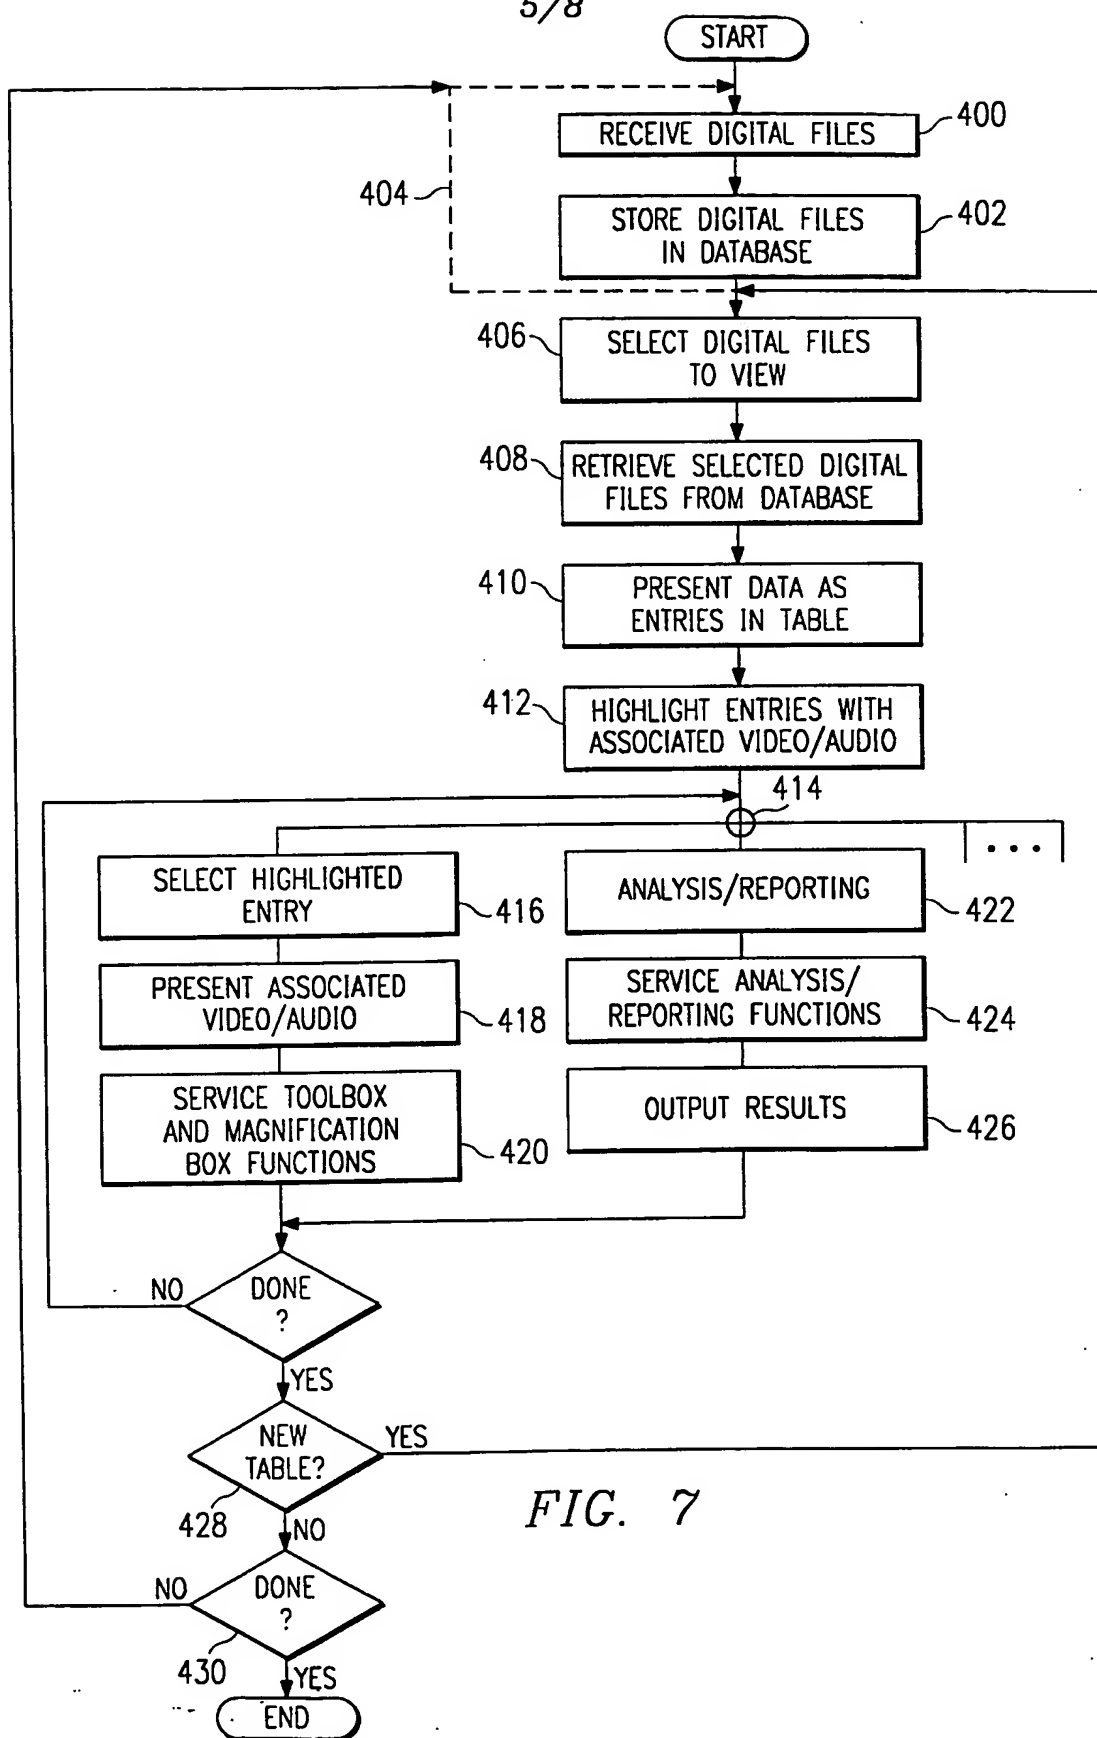 5/8
START
RECEIVE DIGITAL FILES
400
404
STORE DIGITAL FILES
IN DATABASE
402
406
SELECT DIGITAL FILES
TO VIEW
408
RETRIEVE SELECTED DIGITAL
FILES FROM DATABASE
410
PRESENT DATA AS
ENTRIES IN TABLE
412
HIGHLIGHT ENTRIES WITH
ASSOCIATED VIDEO/AUDIO
414
SELECT HIGHLIGHTED
ENTRY
416
ANALYSIS/REPORTING
422
• • •
PRESENT ASSOCIATED
VIDEO/AUDIO
418
SERVICE ANALYSIS/
REPORTING FUNCTIONS
424
SERVICE TOOLBOX
AND MAGNIFICATION
BOX FUNCTIONS
420
OUTPUT RESULTS
426
NO
DONE
?
YES
NEW
TABLE?
YES
428
NO
FIG. 7
NO
DONE
?
430
YES
END